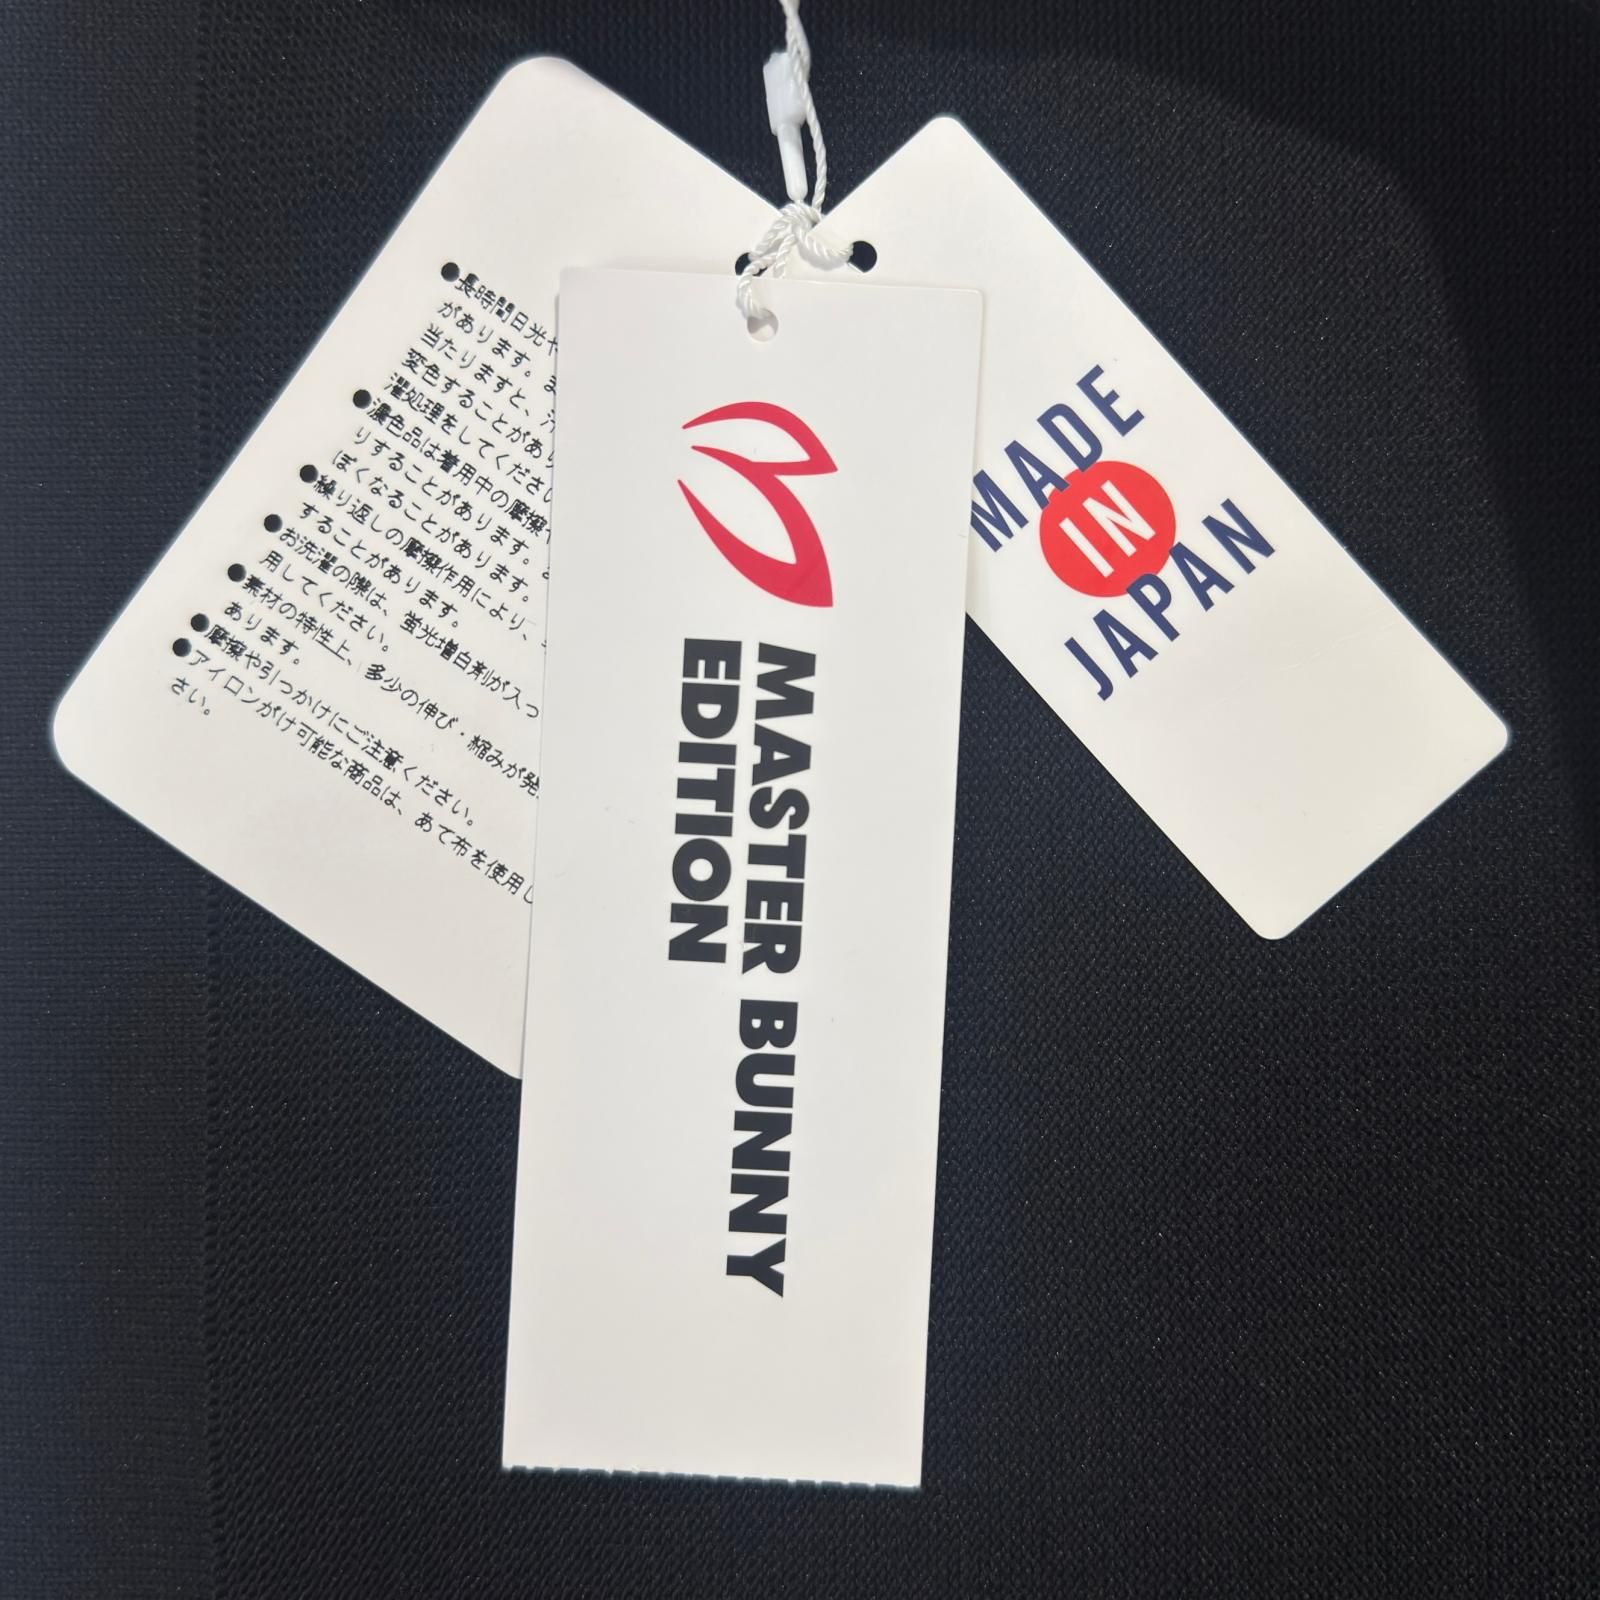 ●長時間日光や
があります。ま
当たりますと、汗
変色することがあり
濯処理をしてください
●濃色品は着用中の摩擦や
りすることがあります。
ぽくなることがあります。
●繰り返しの摩擦作用により、
することがあります。
●お洗濯の際は、蛍光増白剤が入っ
用してください。
●素材の特性上、多少の伸び・縮みが発
あります。
●摩擦や引っかけにご注意ください。
●アイロンがけ可能な商品は、あて布を使用し
さい。
MASTER BUNNY
EDITION
MADE
IN
JAPAN